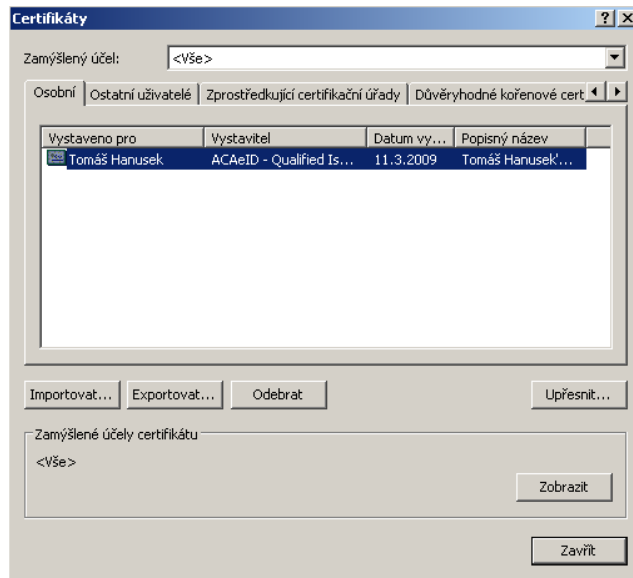 Certifikáty
Zamýšlený účel: <Vše>
Osobní Ostatní uživatelé Zprostředkující certifikační úřady Důvěryhodné kořenové cert
Vystaveno pro Vystavitel Datum vy... Popisný název
Tomáš Hanusek ACAeID - Qualified Is... 11.3.2009 Tomáš Hanusek'...
Importovat... Exportovat... Odebrat Upřesnit...
Zamýšlené účely certifikátu
<Vše>
Zobrazit
Zavřít